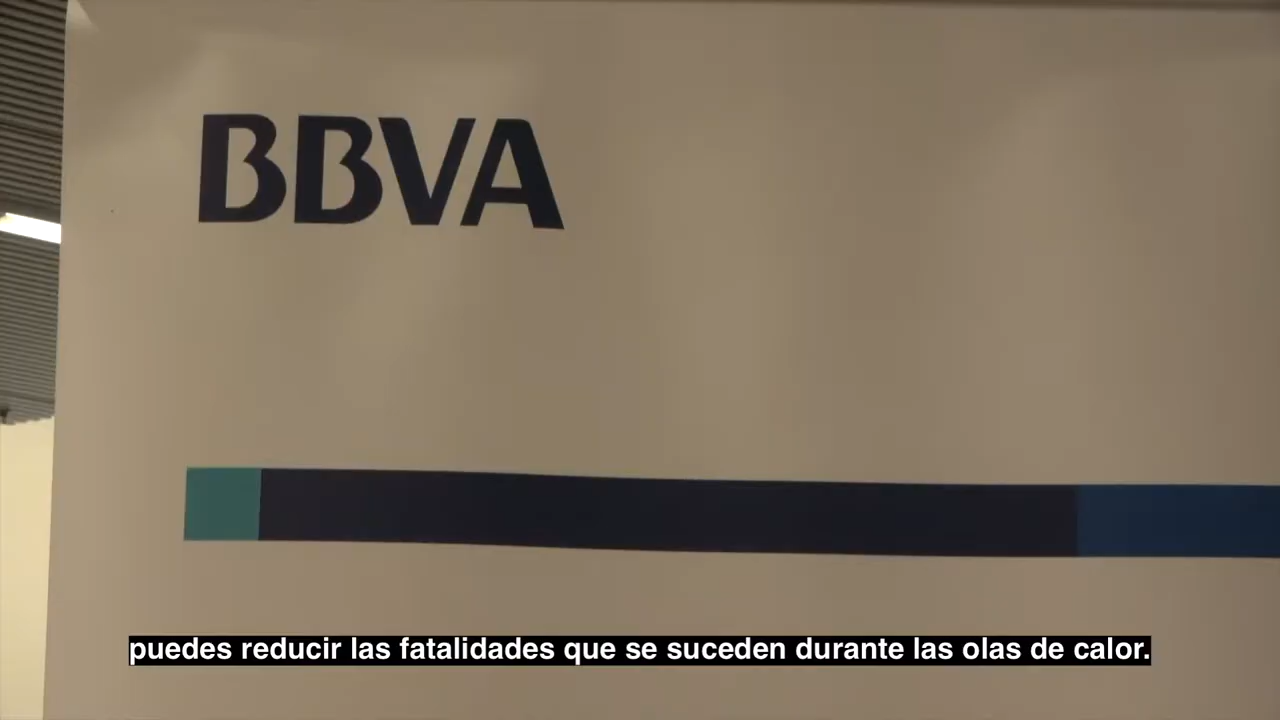 BBVA
puedes reducir las fatalidades que se suceden durante las olas de calor.